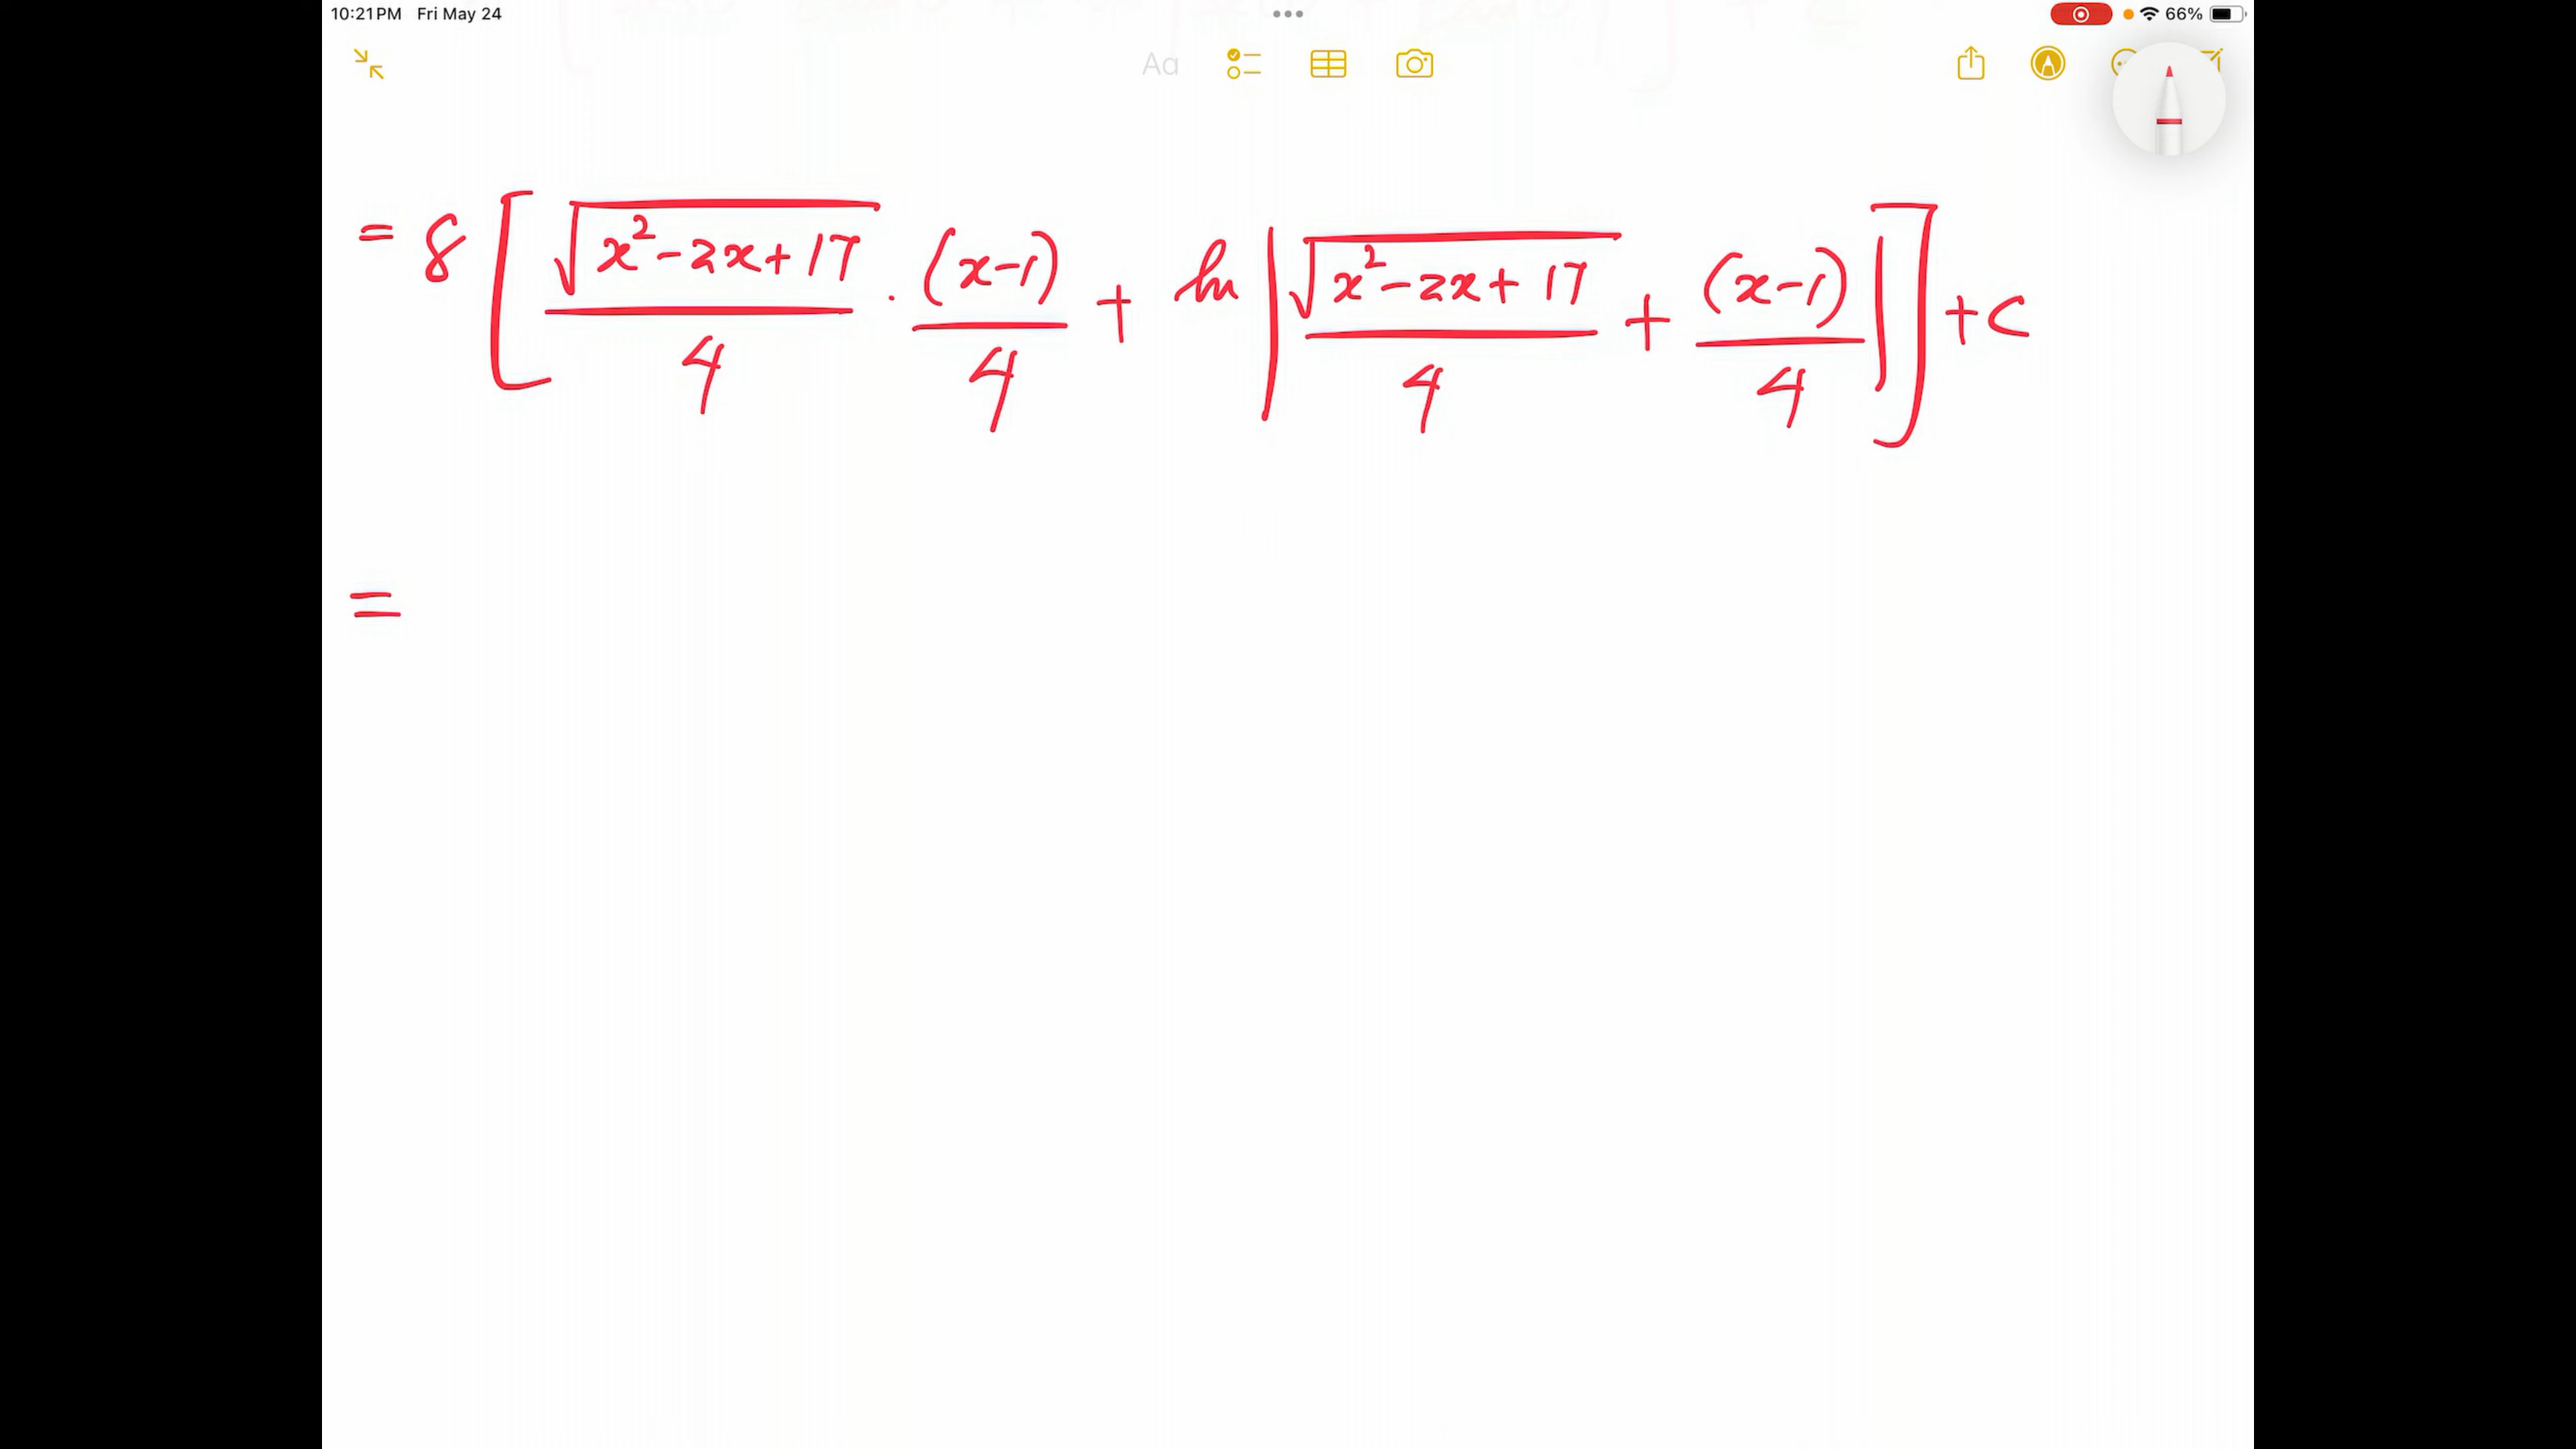 10:21 PM Fri May 24
66%
Aa
= 8 [ √(x²-2x+17)/4 · (x-1)/4 + ln | √(x²-2x+17)/4 + (x-1)/4 | ] + c
=